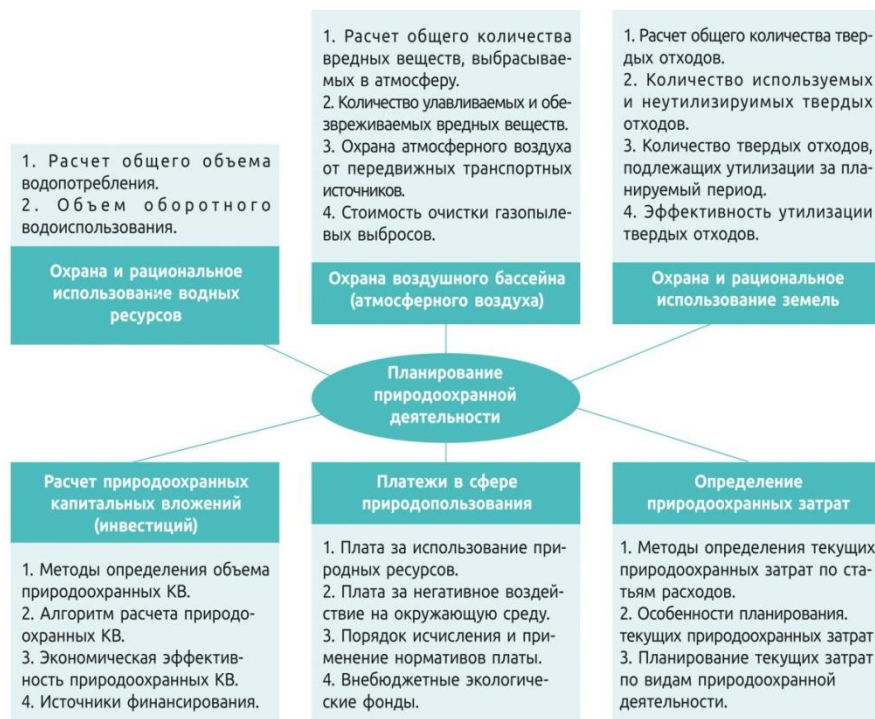 1. Расчет общего объема
водопотребления.
2. Объем оборотного
водоиспользования.
Охрана и рациональное
использование водных
ресурсов
1. Расчет общего количества
вредных веществ, выбрасывае-
мых в атмосферу.
2. Количество улавливаемых и обе-
звреживаемых вредных веществ.
3. Охрана атмосферного воздуха
от передвижных транспортных
источников.
4. Стоимость очистки газопыле-
вых выбросов.
Охрана воздушного бассейна
(атмосферного воздуха)
1. Расчет общего количества твер-
дых отходов.
2. Количество используемых
и неутилизируимых твердых
отходов.
3. Количество твердых отходов,
подлежащих утилизации за пла-
нируемый период.
4. Эффективность утилизации
твердых отходов.
Охрана и рациональное
использование земель
Планирование
природоохранной
деятельности
Расчет природоохранных
капитальных вложений
(инвестиций)
1. Методы определения объема
природоохранных КВ.
2. Алгоритм расчета природо-
охранных КВ.
3. Экономическая эффектив-
ность природоохранных КВ.
4. Источники финансирования.
Платежи в сфере
природопользования
1. Плата за использование при-
родных ресурсов.
2. Плата за негативное воздей-
ствие на окружающую среду.
3. Порядок исчисления и при-
менение нормативов платы.
4. Внебюджетные экологиче-
ские фонды.
Определение
природоохранных затрат
1. Методы определения текущих
природоохранных затрат по ста-
тьям расходов.
2. Особенности планирования.
текущих природоохранных затрат
3. Планирование текущих затрат
по видам природоохранной
деятельности.